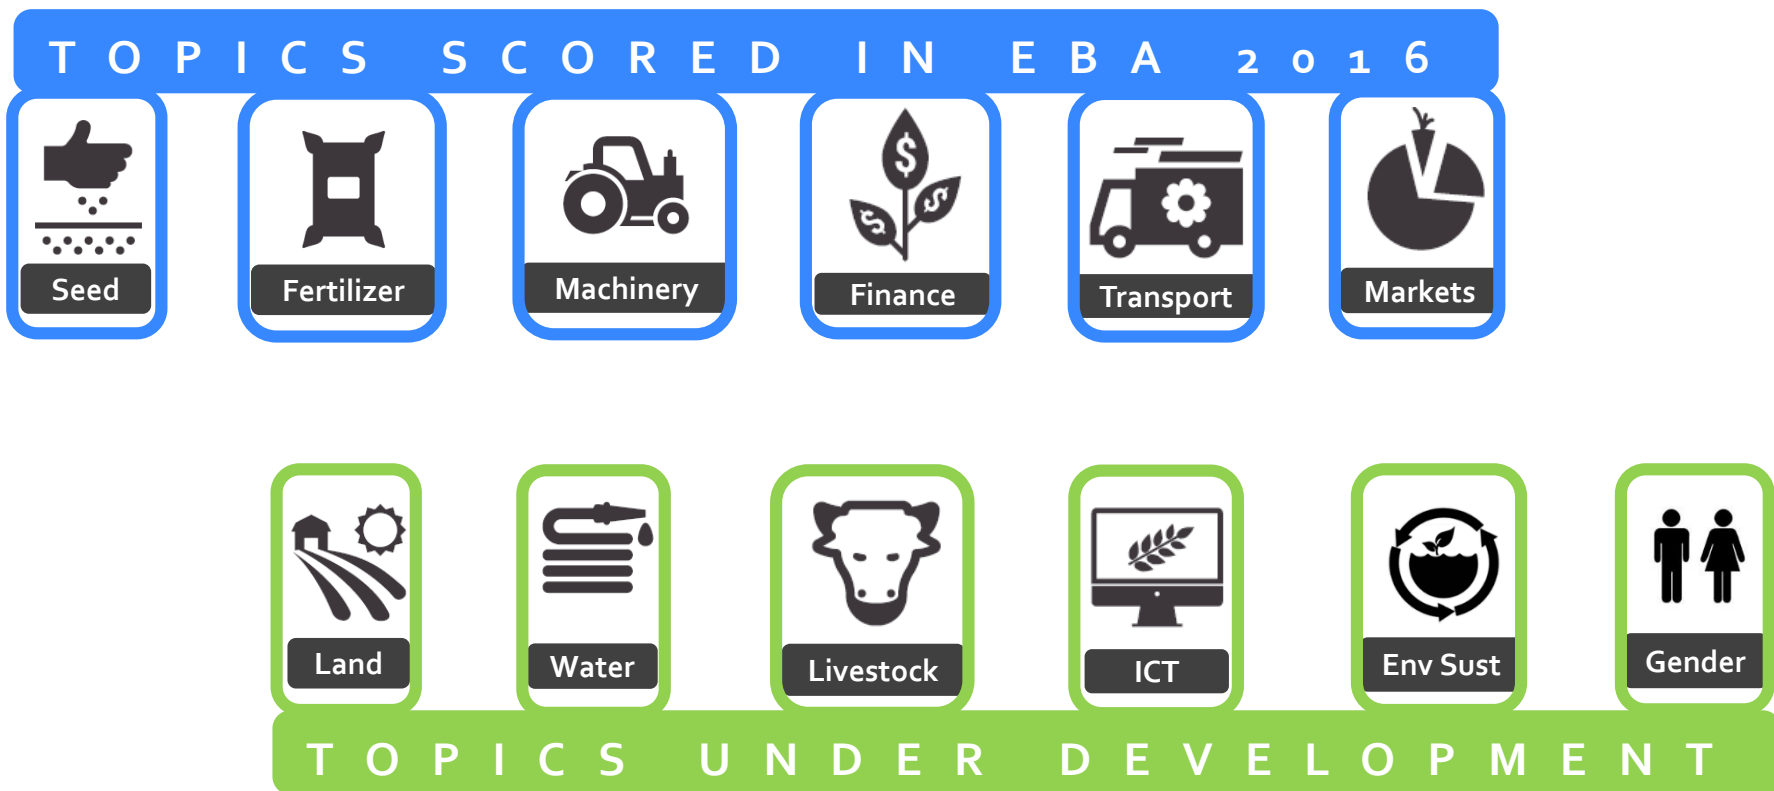 TOPICS SCORED IN EBA 2016
Seed
Fertilizer
Machinery
Finance
Transport
Markets
Land
Water
Livestock
ICT
Env Sust
Gender
TOPICS UNDER DEVELOPMENT